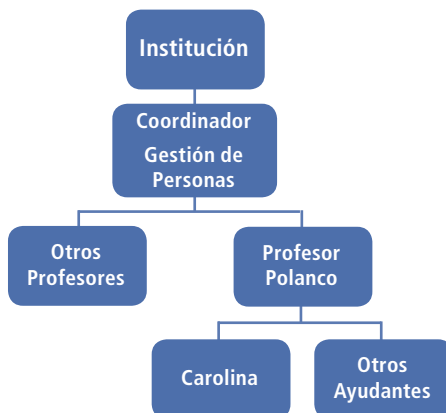 Institución
Coordinador
Gestión de
Personas
Otros
Profesores
Profesor
Polanco
Carolina
Otros
Ayudantes